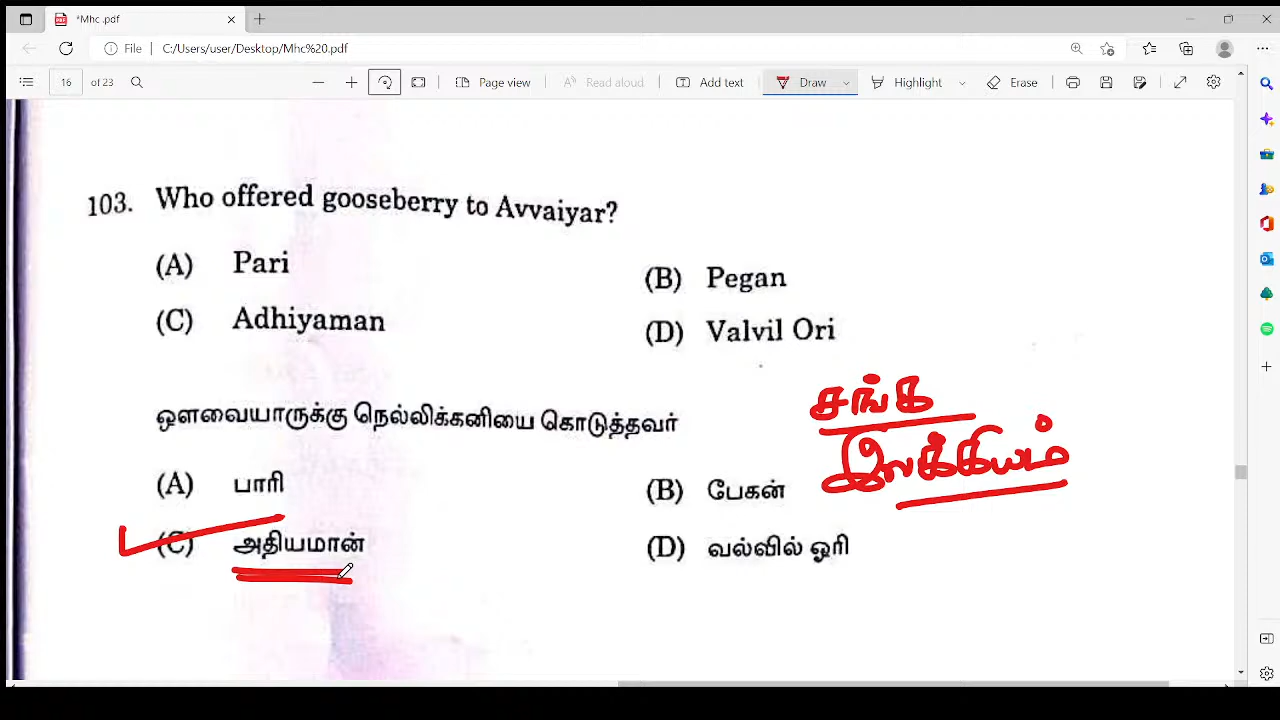 *Mhc .pdf
File C:/Users/user/Desktop/Mhc%20.pdf
16 of 23 Page view Read aloud Add text Draw Highlight Erase
103. Who offered gooseberry to Avvaiyar?
(A) Pari (B) Pegan
(C) Adhiyaman (D) Valvil Ori
ஔவையாருக்கு நெல்லிக்கனியை கொடுத்தவர்
சங்க
இலக்கியம்
(A) பாரி (B) பேகன்
(C) அதியமான் (D) வல்வில் ஓரி